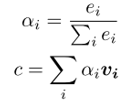 α_i = e_i / ∑_i e_i
c = ∑_i α_i v_i